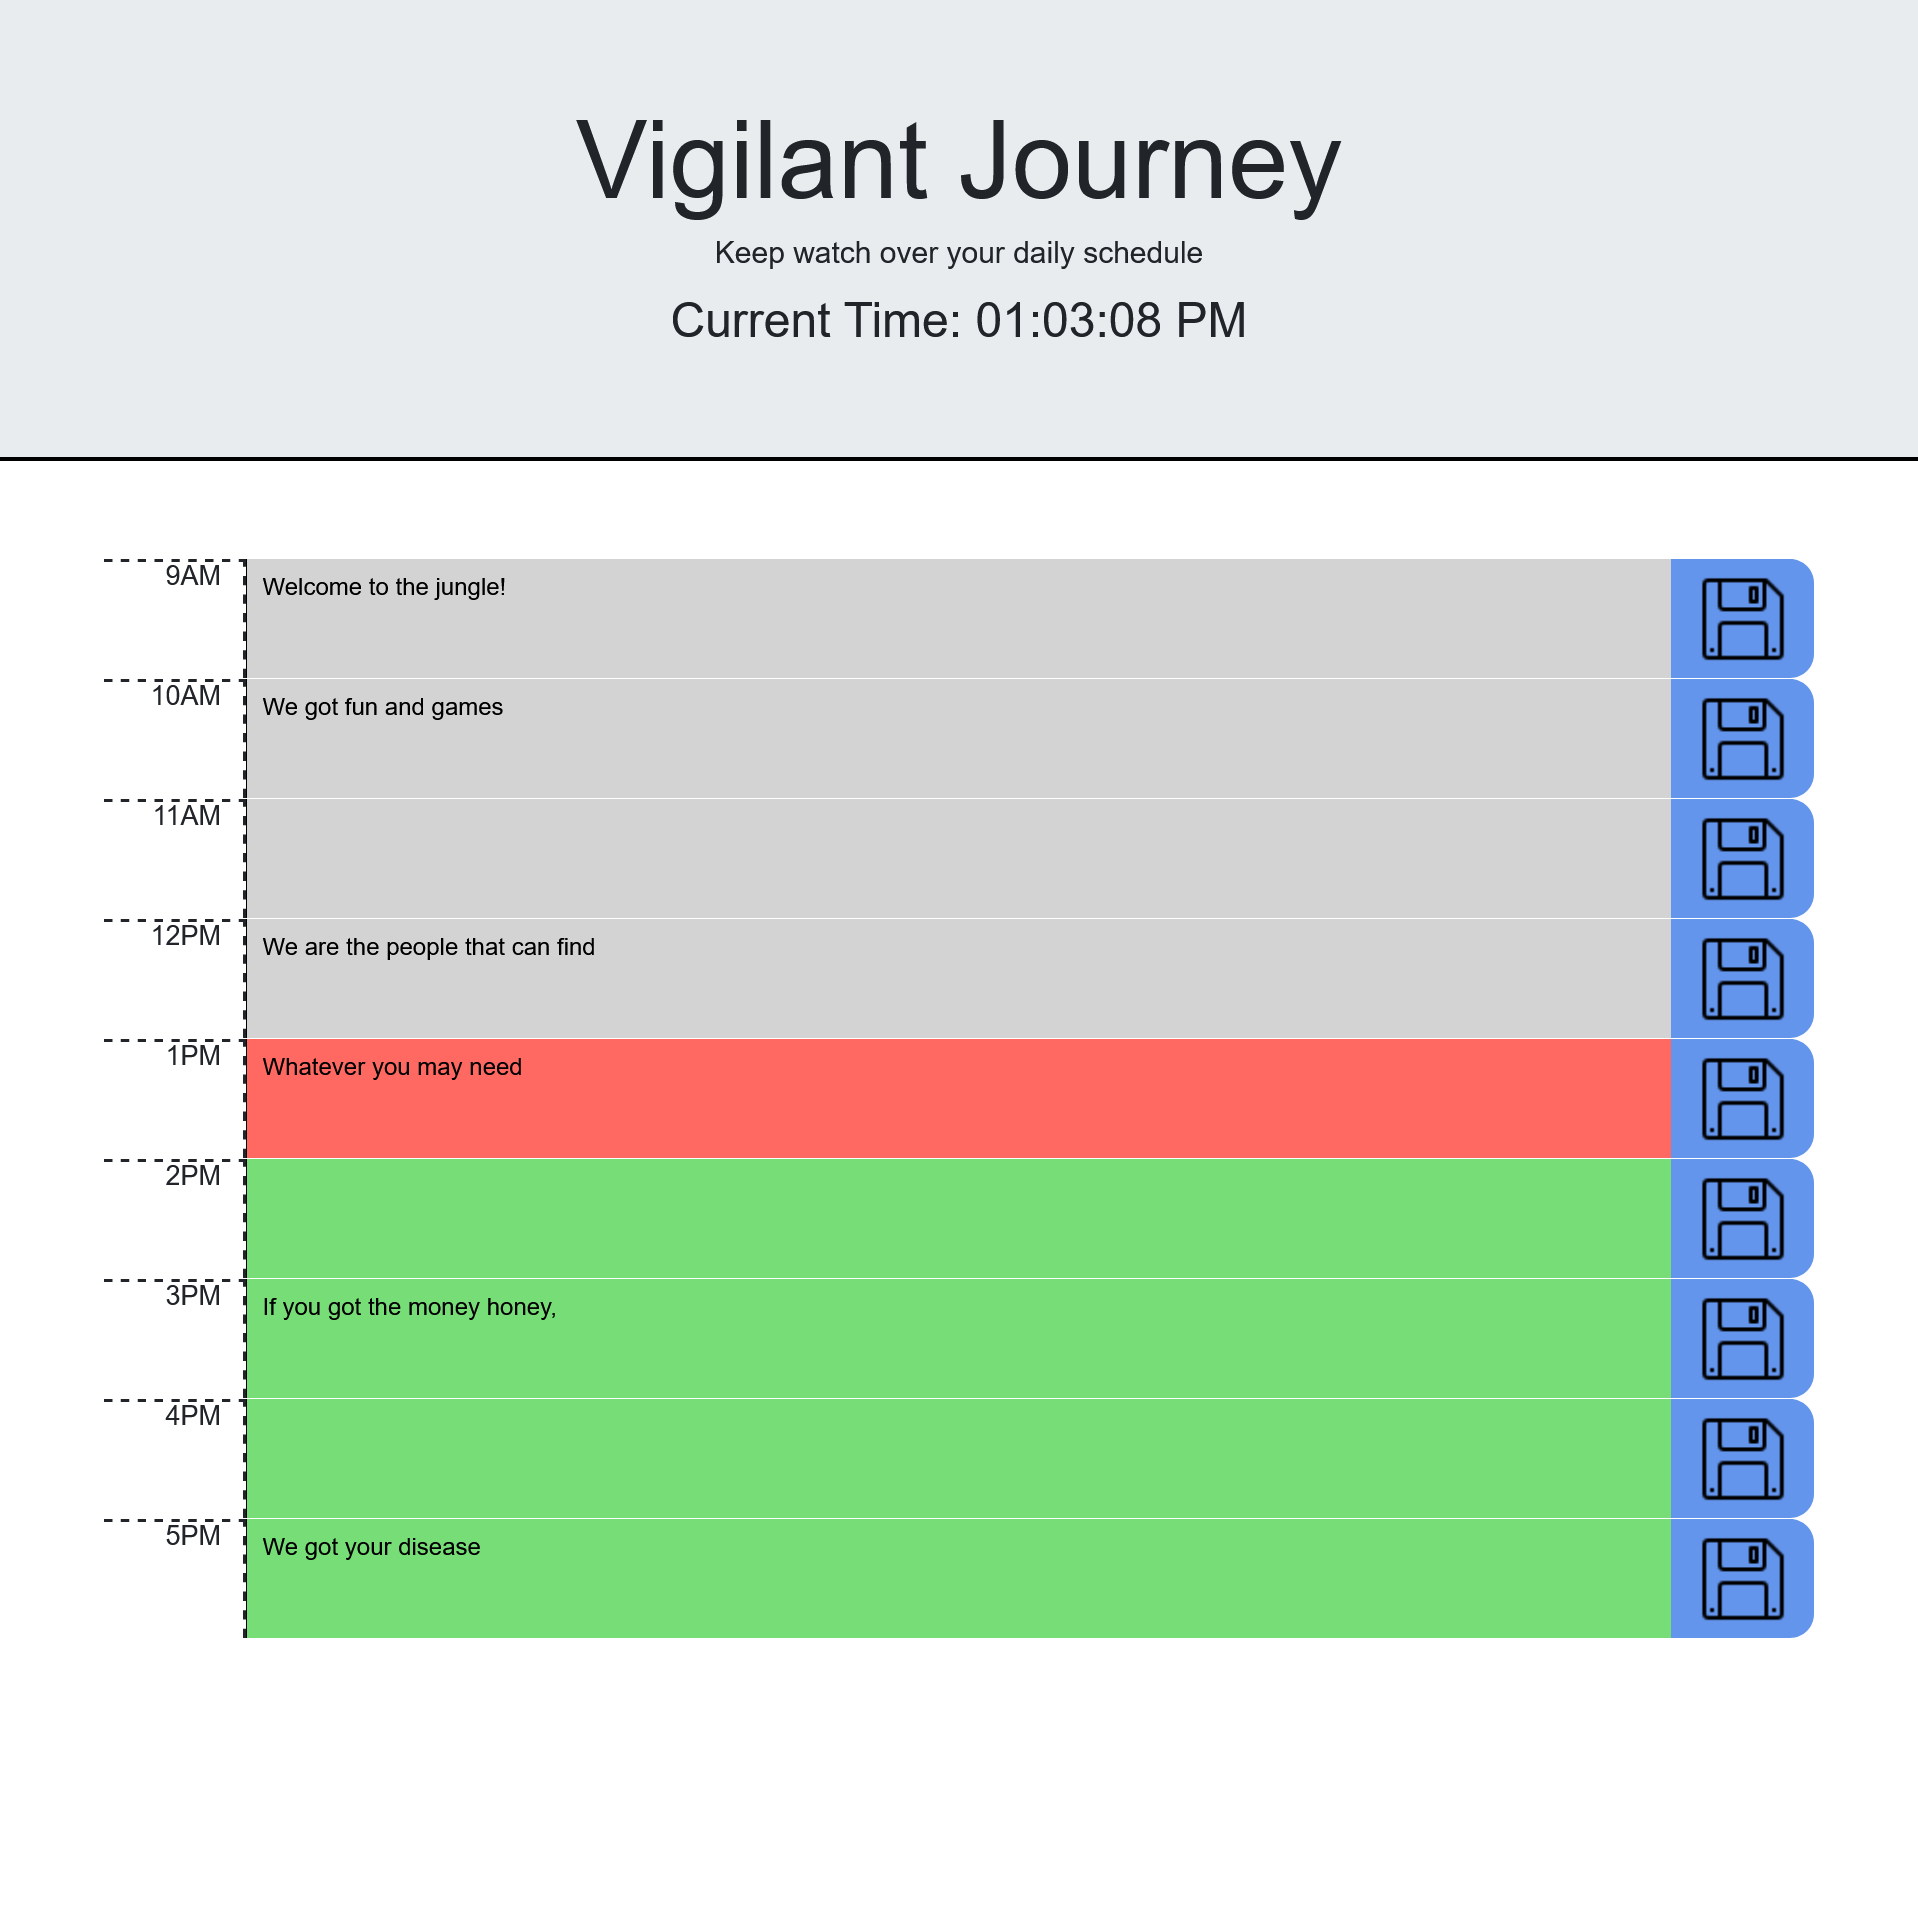 Vigilant Journey
Keep watch over your daily schedule
Current Time: 01:03:08 PM
9AM
Welcome to the jungle!
10AM
We got fun and games
11AM
12PM
We are the people that can find
1PM
Whatever you may need
2PM
3PM
If you got the money honey,
4PM
5PM
We got your disease